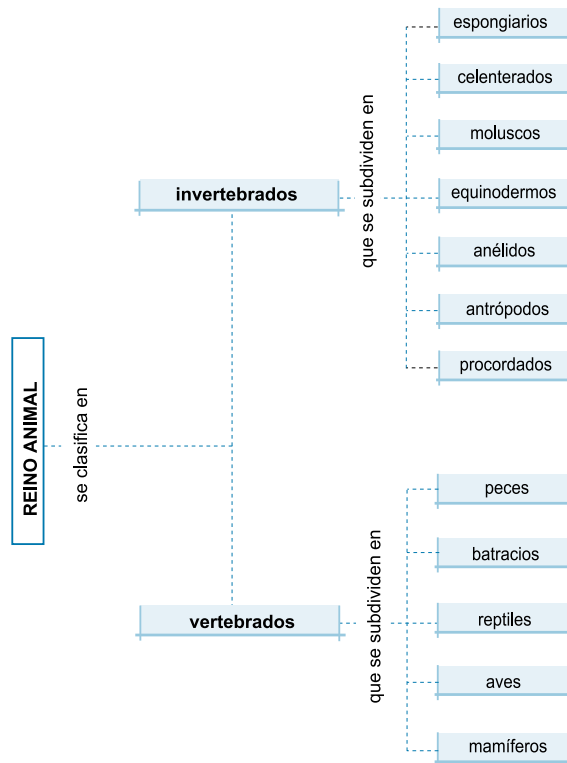 REINO ANIMAL
se clasifica en
invertebrados
que se subdividen en
espongiarios
celenterados
moluscos
equinodermos
anélidos
antrópodos
procordados
vertebrados
que se subdividen en
peces
batracios
reptiles
aves
mamíferos